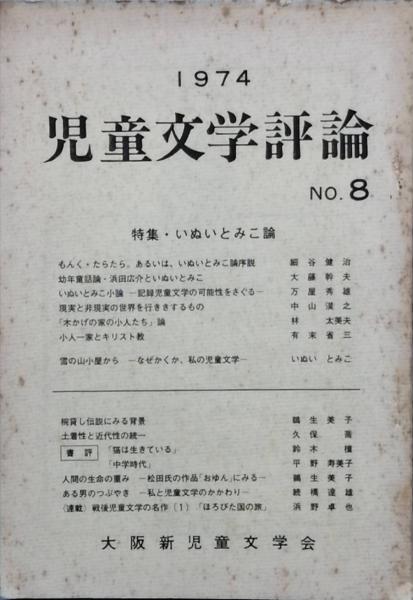 1974
児童文学評論
NO. 8
特集・いぬいとみこ論
もんく・たらたら。あるいは、いぬいとみこ論序説 細谷健治
幼年童話論・浜田広介といぬいとみこ 大藤幹夫
いぬいとみこ小論 ―記録児童文学の可能性をさぐる― 万屋秀雄
現実と非現実の世界を行ききするもの 中山溪之
「木かげの家の小人たち」論 林太美夫
小人一家とキリスト教 有末省三
雪の山小屋から ―なぜかくか、私の児童文学― いぬいとみこ
椀貸し伝説にみる背景 鵜生美子
土着性と近代性の統一 久保喬
書評 「猫は生きている」 鈴木檀
「中学時代」 平野寿美子
人間の生命の重み ―松田氏の作品「おゆん」にみる― 鵜生美子
ある男のつぶやき ―私と児童文学のかかわり― 続橋達雄
〈連載〉戦後児童文学の名作(1)「ほろびた国の旅」 浜野卓也
大阪新児童文学会